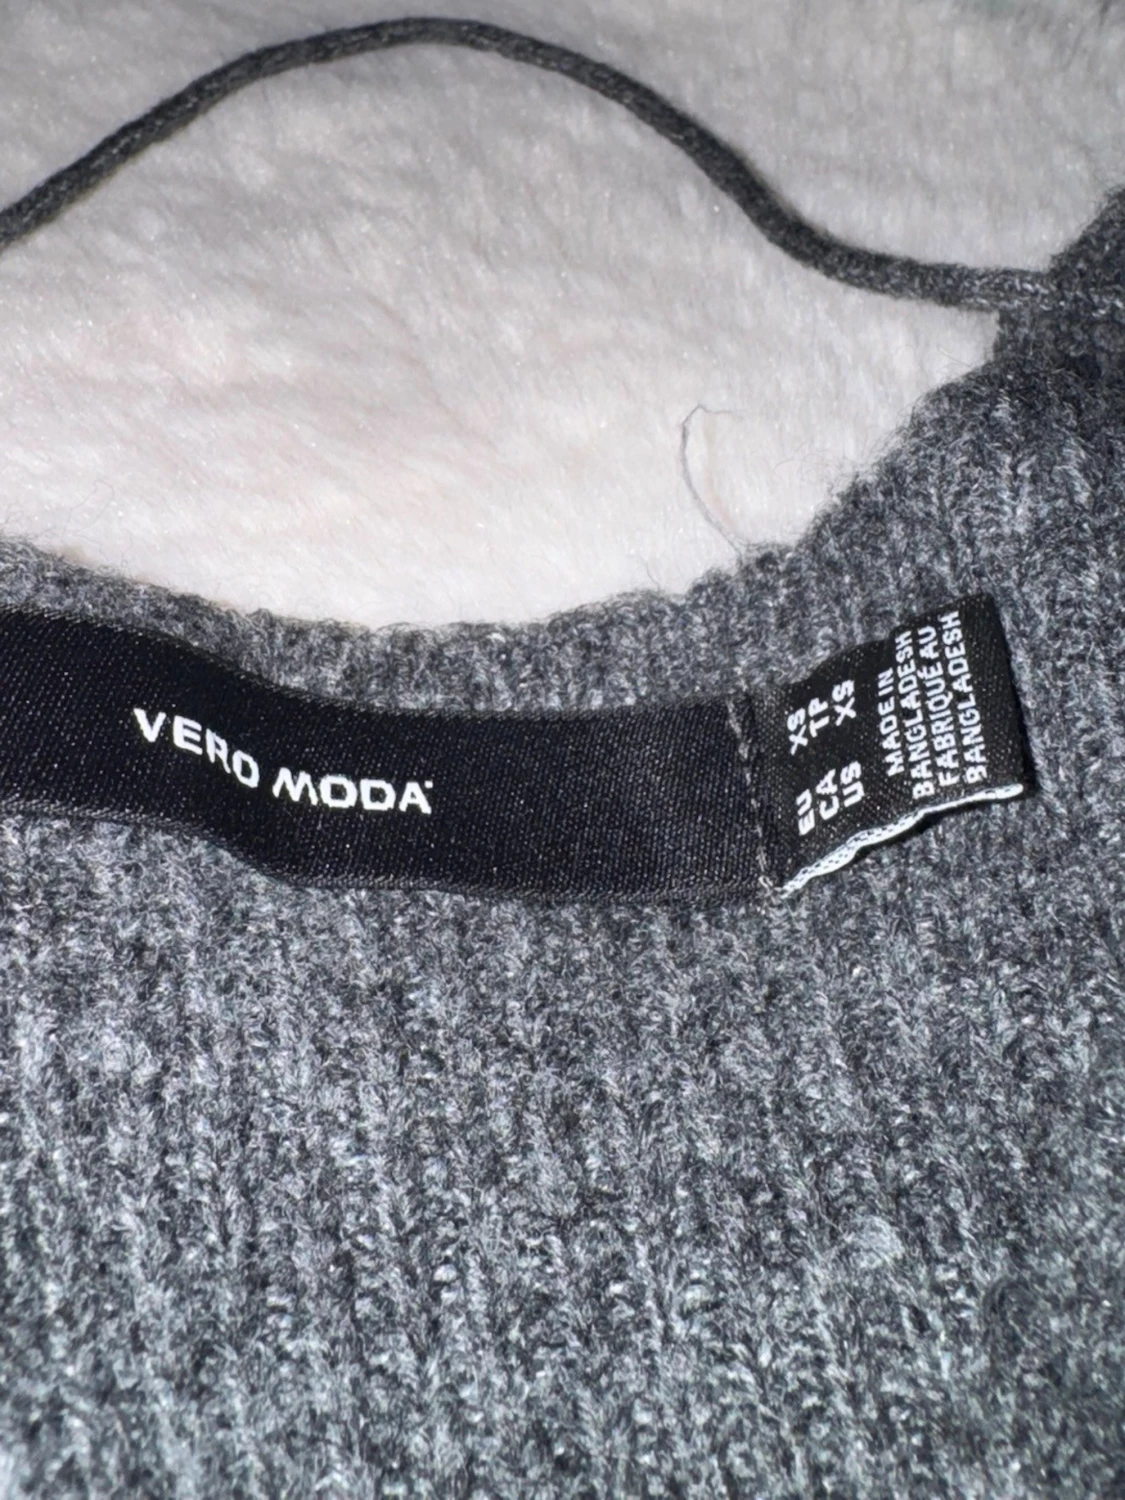 VERO MODA
EU XS
CA TP
US XS
MADE IN
BANGLADESH
FABRIQUÉ AU
BANGLADESH